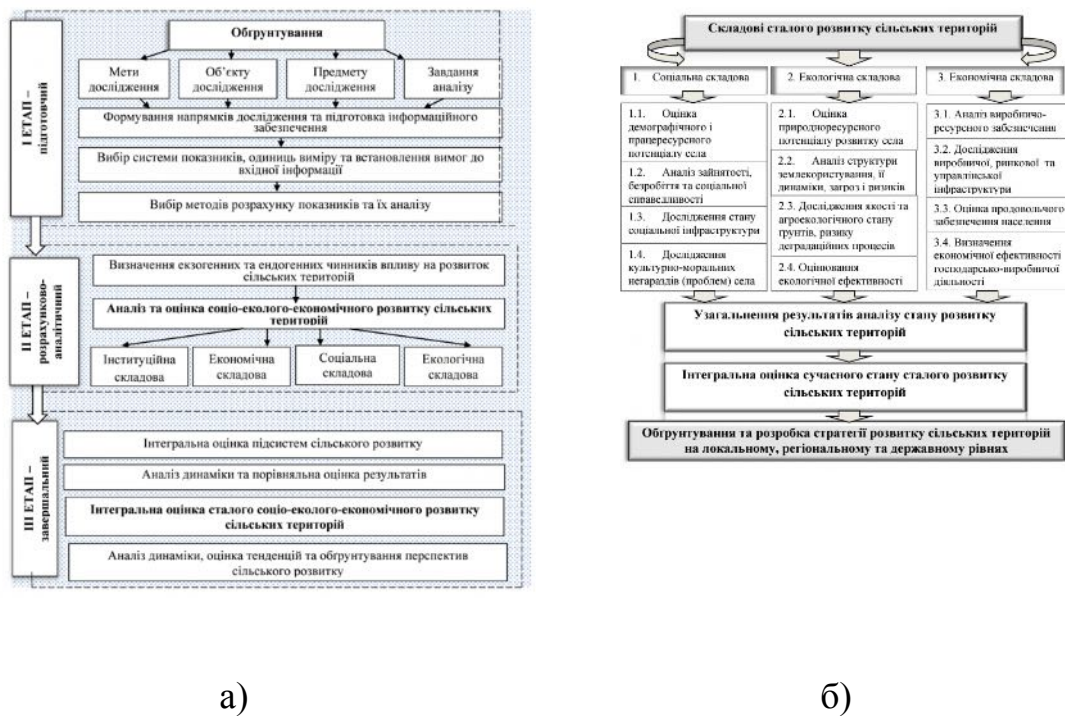 І ЕТАП –
підготовчий
Обґрунтування
Мети
дослідження
Об'єкту
дослідження
Предмету
дослідження
Завдання
аналізу
Формування напрямків дослідження та підготовка інформаційного
забезпечення
Вибір системи показників, одиниць виміру та встановлення вимог до
вхідної інформації
Вибір методів розрахунку показників та їх аналізу
ІІ ЕТАП –
розрахунково-
аналітичний
Визначення екзогенних та ендогенних чинників впливу на розвиток
сільських територій
Аналіз та оцінка соціо-еколого-економічного розвитку сільських
територій
Інституційна
складова
Економічна
складова
Соціальна
складова
Екологічна
складова
ІІІ ЕТАП –
завершальний
Інтегральна оцінка підсистем сільського розвитку
Аналіз динаміки та порівняльна оцінка результатів
Інтегральна оцінка сталого соціо-еколого-економічного розвитку
сільських територій
Аналіз динаміки, оцінка тенденцій та обґрунтування перспектив
сільського розвитку
а)
Складові сталого розвитку сільських територій
1. Соціальна складова
1.1. Оцінка
демографічного і
працересурсного
потенціалу села
1.2. Аналіз зайнятості,
безробіття та соціальної
справедливості
1.3. Дослідження стану
соціальної інфраструктури
1.4. Дослідження
культурно-моральних
негараздів (проблем) села
2. Екологічна складова
2.1. Оцінка
природноресурсного
потенціалу розвитку села
2.2. Аналіз структури
землекористування, її
динаміки, загроз і ризиків
2.3. Дослідження якості та
агроекологічного стану
ґрунтів, ризику
деградаційних процесів
2.4. Оцінювання
екологічної ефективності
3. Економічна складова
3.1. Аналіз виробничо-
ресурсного забезпечення
3.2. Дослідження
виробничої, ринкової та
управлінської
інфраструктури
3.3. Оцінка продовольчого
забезпечення населення
3.4. Визначення
економічної ефективності
господарсько-виробничої
діяльності
Узагальнення результатів аналізу стану розвитку
сільських територій
Інтегральна оцінка сучасного стану сталого розвитку
сільських територій
Обґрунтування та розробка стратегії розвитку сільських територій
на локальному, регіональному та державному рівнях
б)